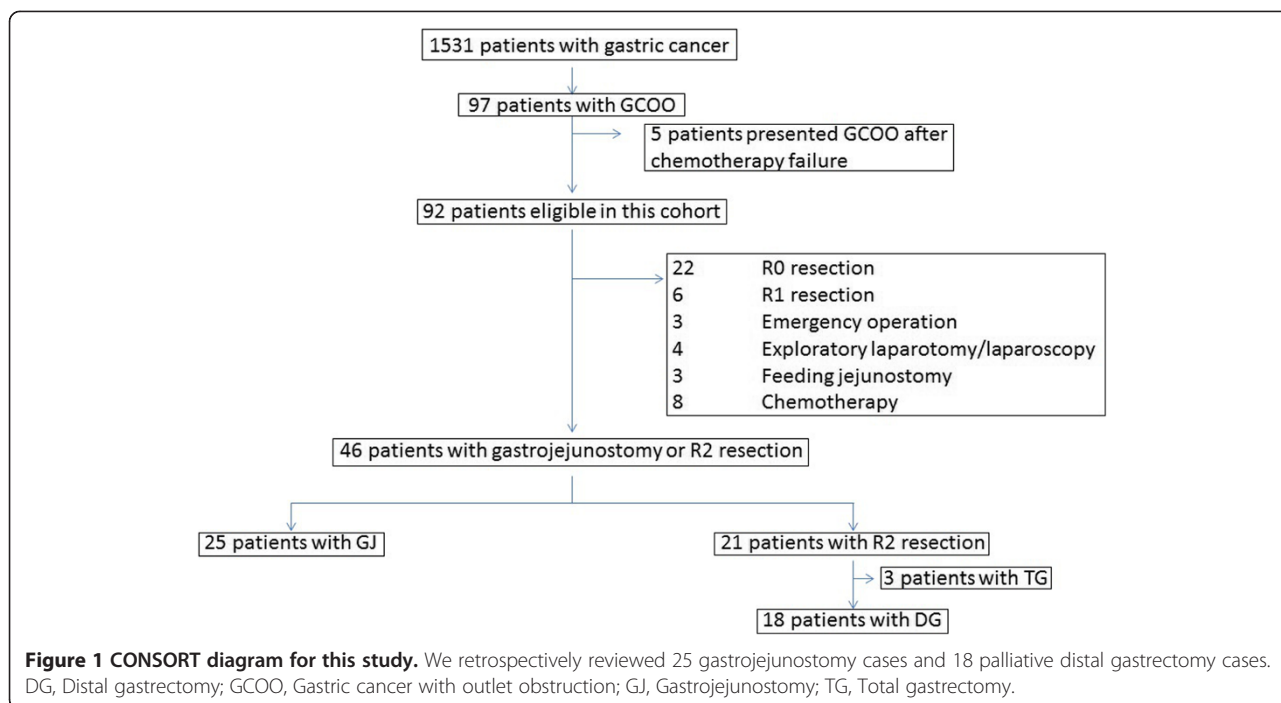 1531 patients with gastric cancer
97 patients with GCOO
5 patients presented GCOO after
chemotherapy failure
92 patients eligible in this cohort
22 R0 resection
6 R1 resection
3 Emergency operation
4 Exploratory laparotomy/laparoscopy
3 Feeding jejunostomy
8 Chemotherapy
46 patients with gastrojejunostomy or R2 resection
25 patients with GJ
21 patients with R2 resection
3 patients with TG
18 patients with DG
Figure 1 CONSORT diagram for this study. We retrospectively reviewed 25 gastrojejunostomy cases and 18 palliative distal gastrectomy cases.
DG, Distal gastrectomy; GCOO, Gastric cancer with outlet obstruction; GJ, Gastrojejunostomy; TG, Total gastrectomy.